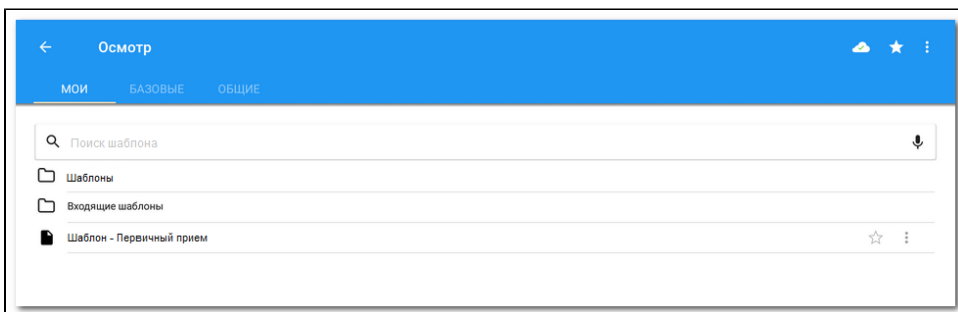 Осмотр
МОИ БАЗОВЫЕ ОБЩИЕ
Поиск шаблона
Шаблоны
Входящие шаблоны
Шаблон - Первичный прием